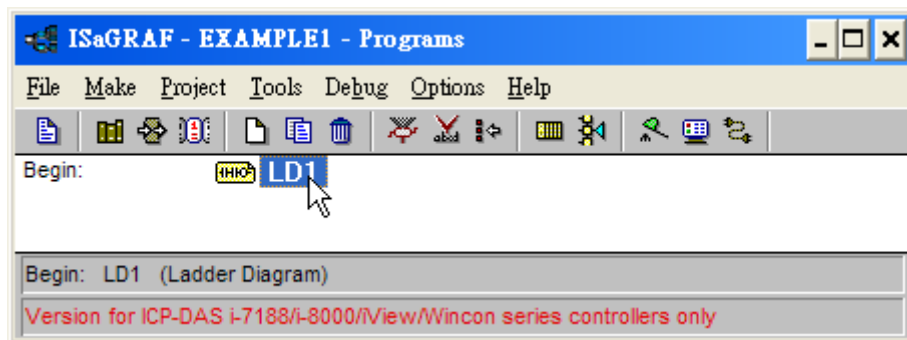 ISaGRAF - EXAMPLE1 - Programs
File Make Project Tools Debug Options Help
Begin: LD1
Begin: LD1 (Ladder Diagram)
Version for ICP-DAS i-7188/i-8000/iView/Wincon series controllers only